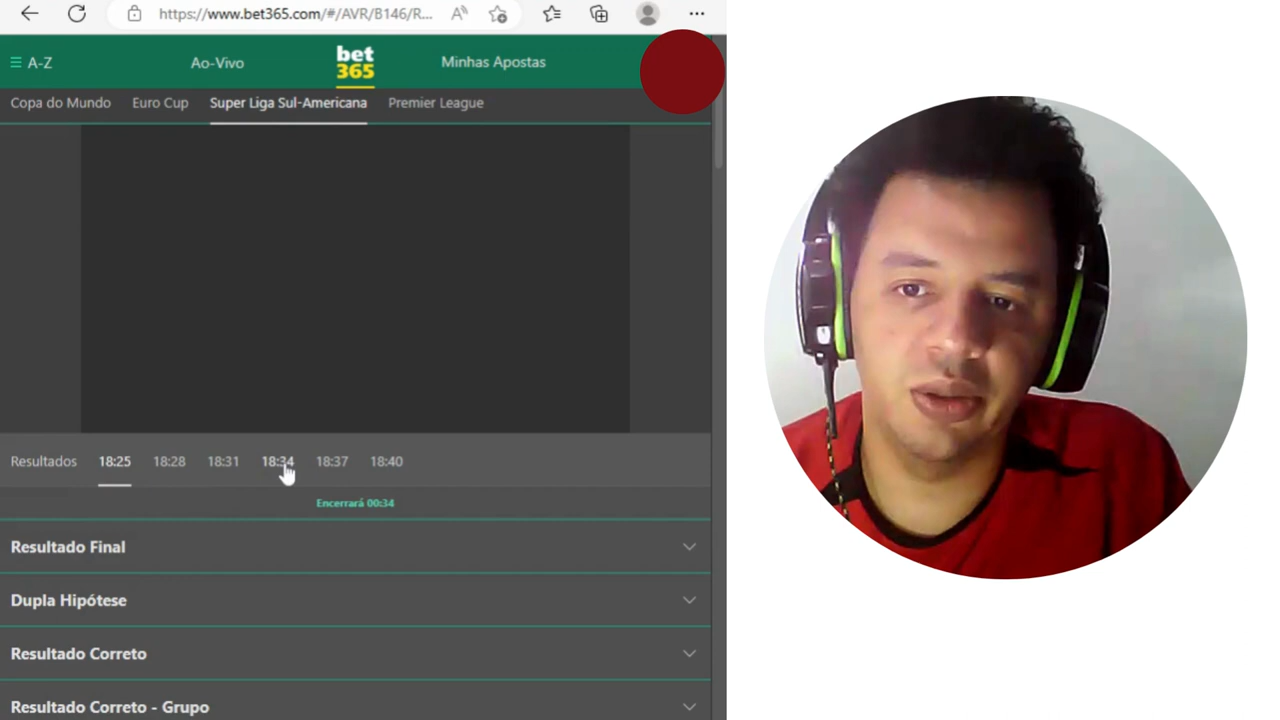 https://www.bet365.com/#/AVR/B146/R...
A-Z
Ao-Vivo
bet
365
Minhas Apostas
Copa do Mundo
Euro Cup
Super Liga Sul-Americana
Premier League
Resultados
18:25
18:28
18:31
18:34
18:37
18:40
Encerrará 00:34
Resultado Final
Dupla Hipótese
Resultado Correto
Resultado Correto - Grupo